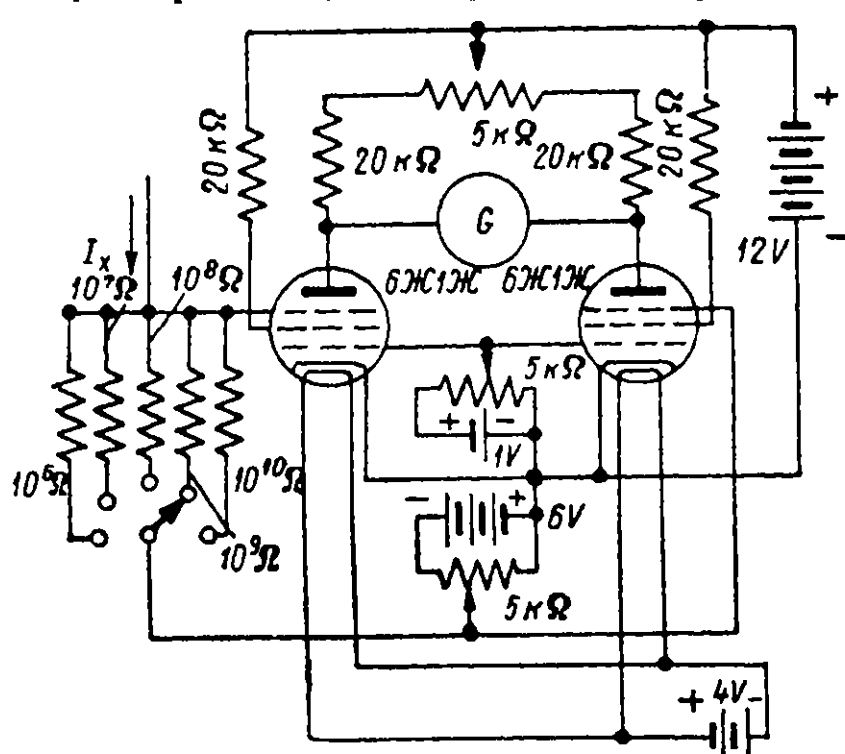 5кΩ
20кΩ
20кΩ
20кΩ
20кΩ
G
+
12V
-
Iₓ
10⁷Ω
10⁸Ω
6Ж1Ж 6Ж1Ж
5кΩ
+ -
1V
10⁶Ω
10¹⁰Ω
10⁹Ω
- +
6V
5кΩ
+ 4V -